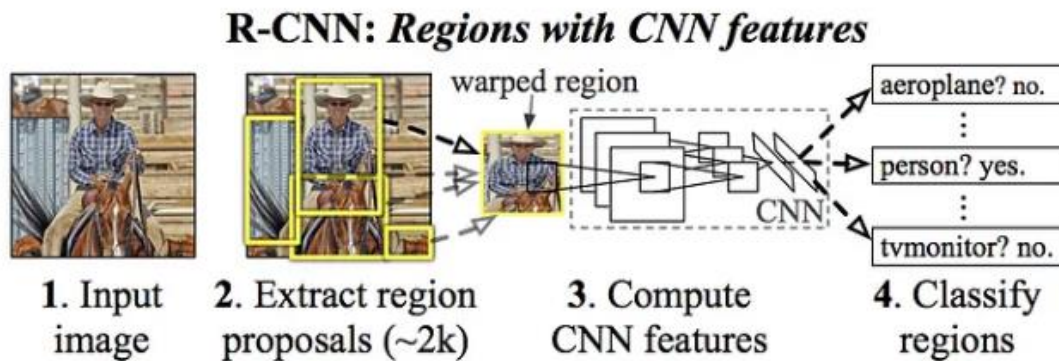 R-CNN: Regions with CNN features
warped region
aeroplane? no.
person? yes.
tvmonitor? no.
CNN
1. Input
image
2. Extract region
proposals (~2k)
3. Compute
CNN features
4. Classify
regions